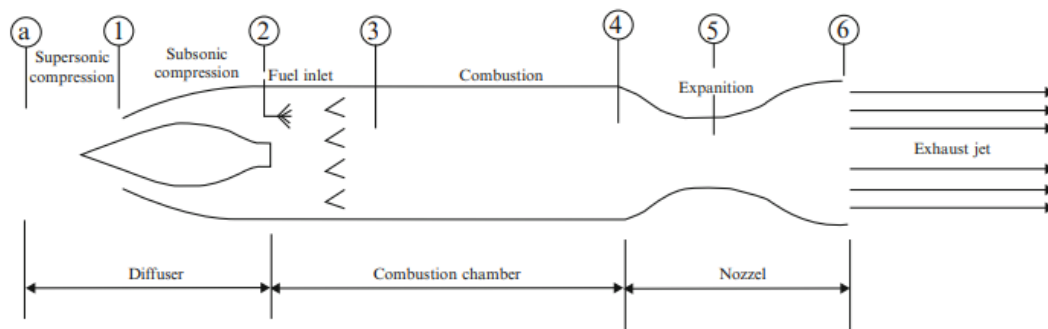 a
1
2
3
4
5
6
Supersonic
compression
Subsonic
compression
Fuel inlet
Combustion
Expanition
Exhaust jet
Diffuser
Combustion chamber
Nozzel